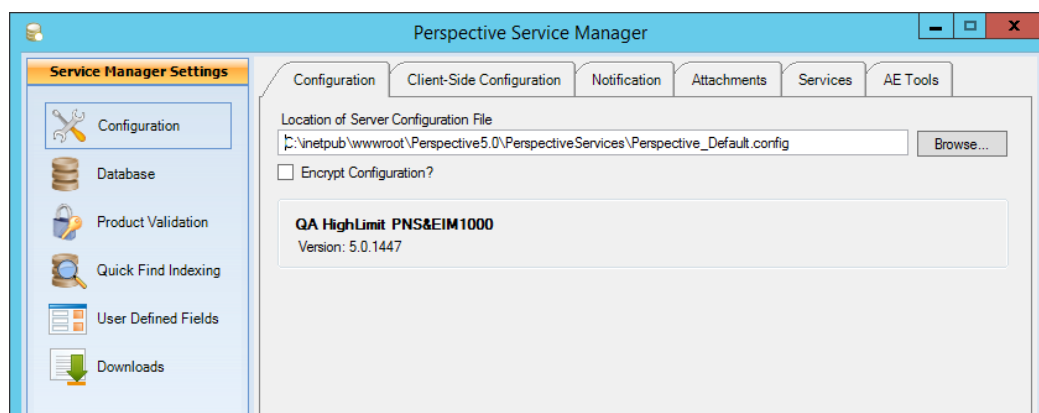 Perspective Service Manager
x
Service Manager Settings
Configuration
Database
Product Validation
Quick Find Indexing
User Defined Fields
Downloads
Configuration Client-Side Configuration Notification Attachments Services AE Tools
Location of Server Configuration File
C:\inetpub\wwwroot\Perspective5.0\PerspectiveServices\Perspective_Default.config Browse...
Encrypt Configuration?
QA HighLimit PNS&EIM1000
Version: 5.0.1447